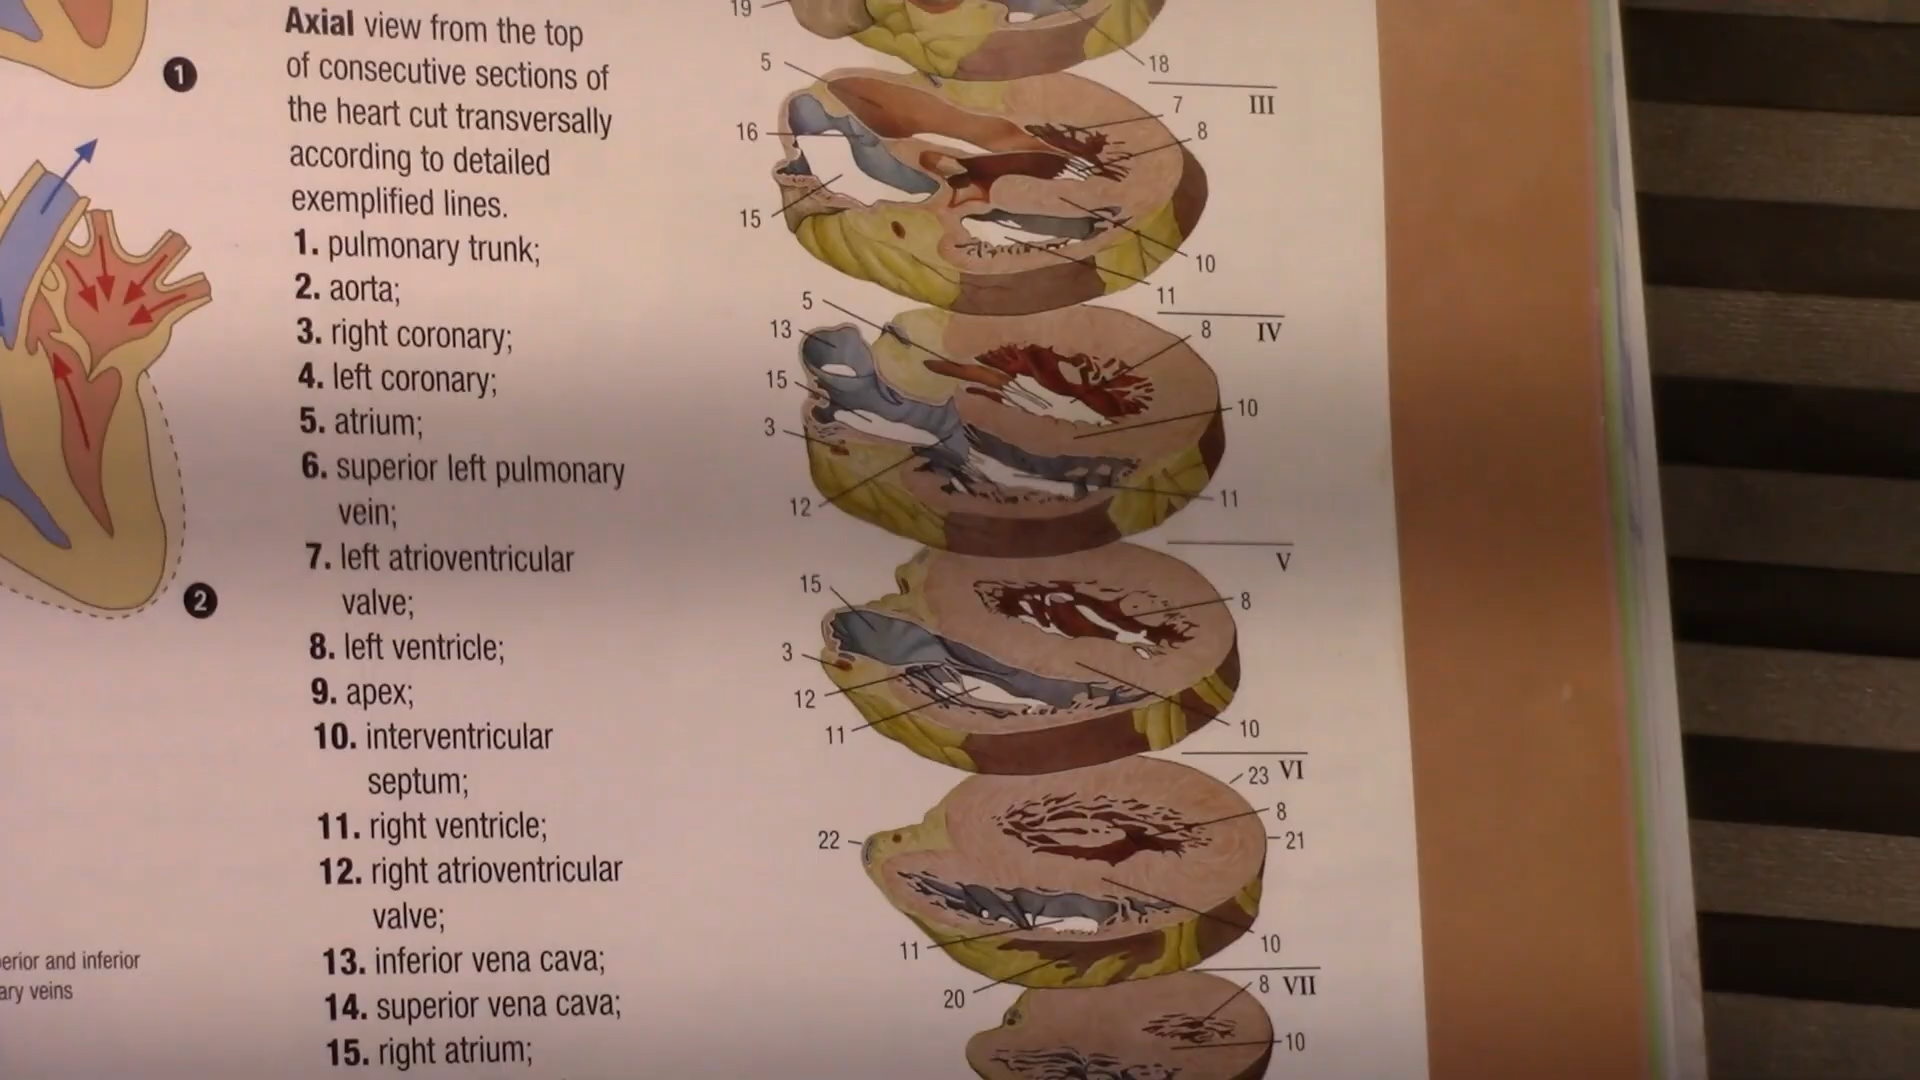 Axial view from the top
of consecutive sections of
the heart cut transversally
according to detailed
exemplified lines.
1. pulmonary trunk;
2. aorta;
3. right coronary;
4. left coronary;
5. atrium;
6. superior left pulmonary
vein;
7. left atrioventricular
valve;
8. left ventricle;
9. apex;
10. interventricular
septum;
11. right ventricle;
12. right atrioventricular
valve;
13. inferior vena cava;
14. superior vena cava;
15. right atrium;
1
2
erior and inferior
ary veins
19
18
5
III
7
16
8
15
10
11
5
IV
13
8
15
10
3
11
12
V
15
8
3
12
10
11
23 VI
8
22
21
11
10
20
8 VII
10